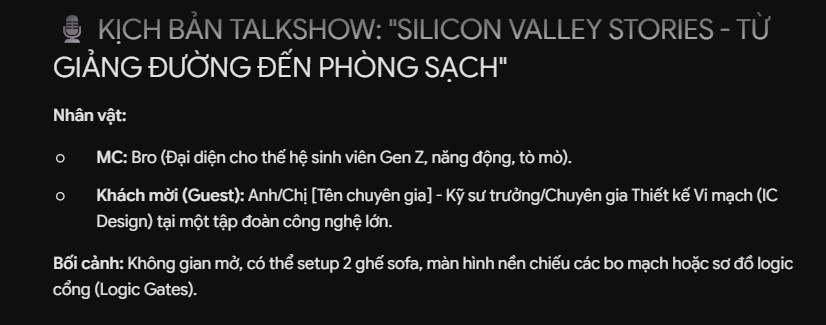 🎙️ KỊCH BẢN TALKSHOW: "SILICON VALLEY STORIES - TỪ
GIẢNG ĐƯỜNG ĐẾN PHÒNG SẠCH"
Nhân vật:
○ MC: Bro (Đại diện cho thế hệ sinh viên Gen Z, năng động, tò mò).
○ Khách mời (Guest): Anh/Chị [Tên chuyên gia] - Kỹ sư trưởng/Chuyên gia Thiết kế Vi mạch (IC
Design) tại một tập đoàn công nghệ lớn.
Bối cảnh: Không gian mở, có thể setup 2 ghế sofa, màn hình nền chiếu các bo mạch hoặc sơ đồ logic
cổng (Logic Gates).